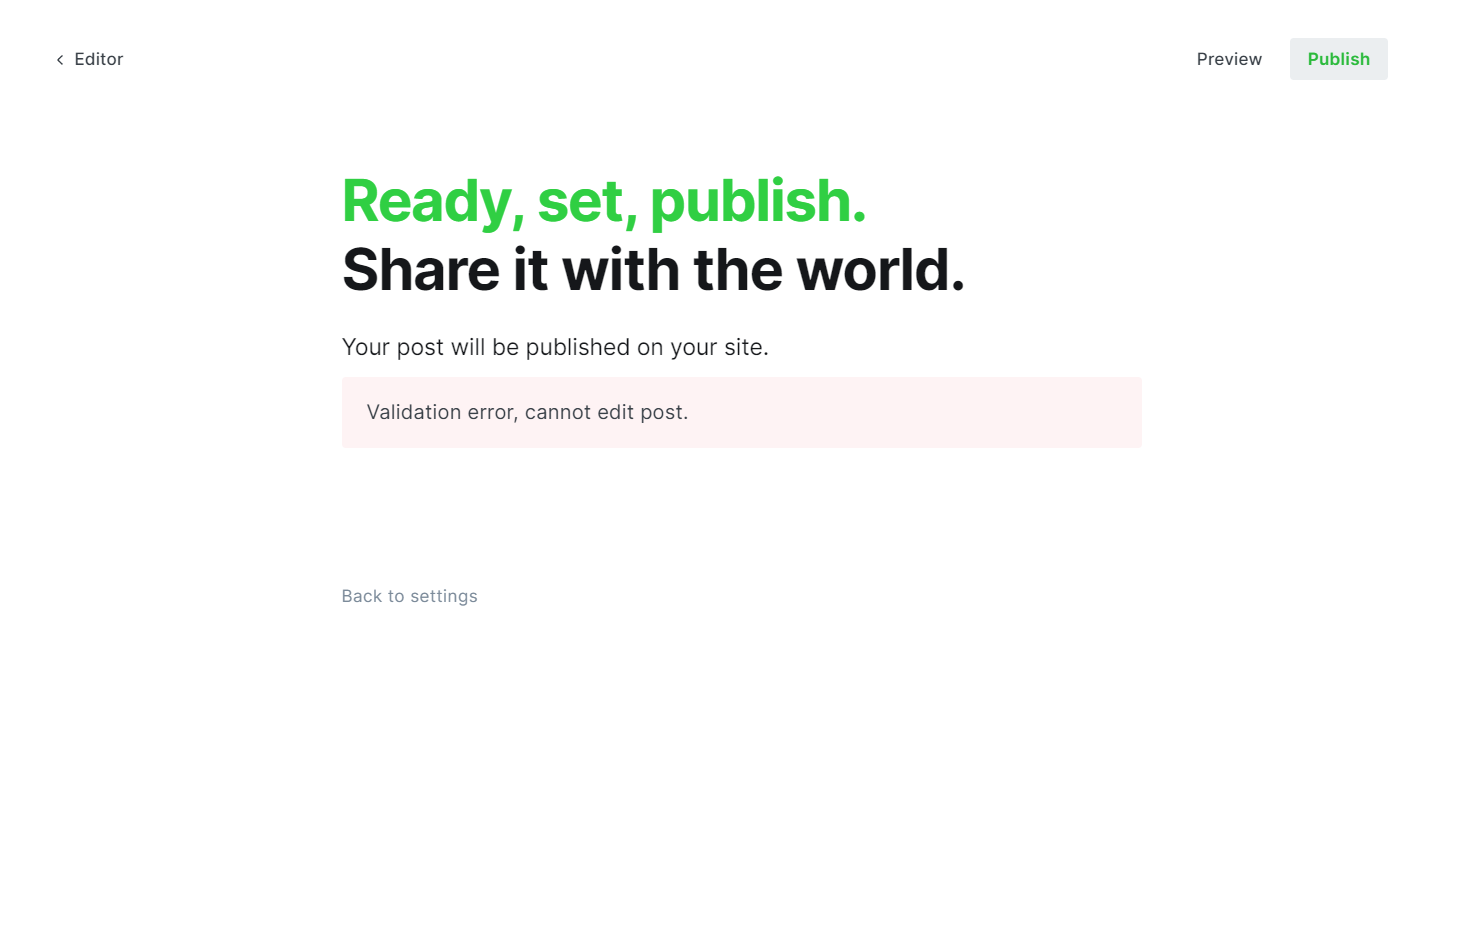 Editor
Preview
Publish
Ready, set, publish.
Share it with the world.
Your post will be published on your site.
Validation error, cannot edit post.
Back to settings